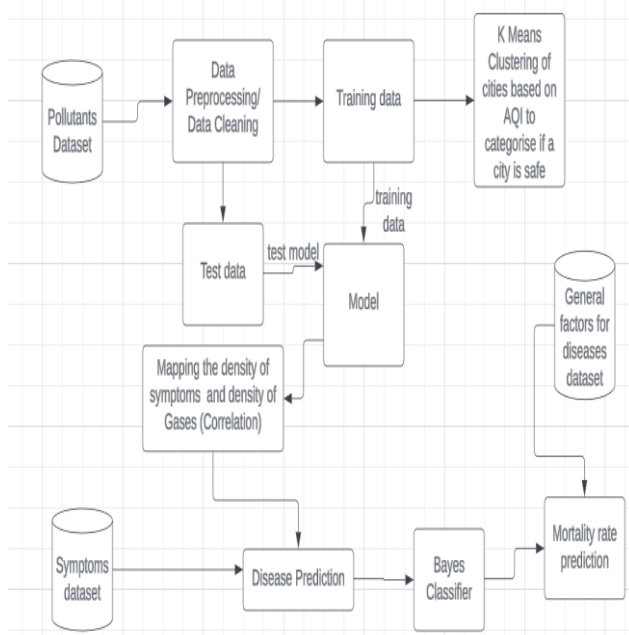 Pollutants
Dataset
Data
Preprocessing/
Data Cleaning
Training data
K Means
Clustering of
cities based on
AQI to
categorise if a
city is safe
training
data
Test data
test model
Model
General
factors for
diseases
dataset
Mapping the density of
symptoms and density of
Gases (Correlation)
Symptoms
dataset
Disease Prediction
Bayes
Classifier
Mortality rate
prediction